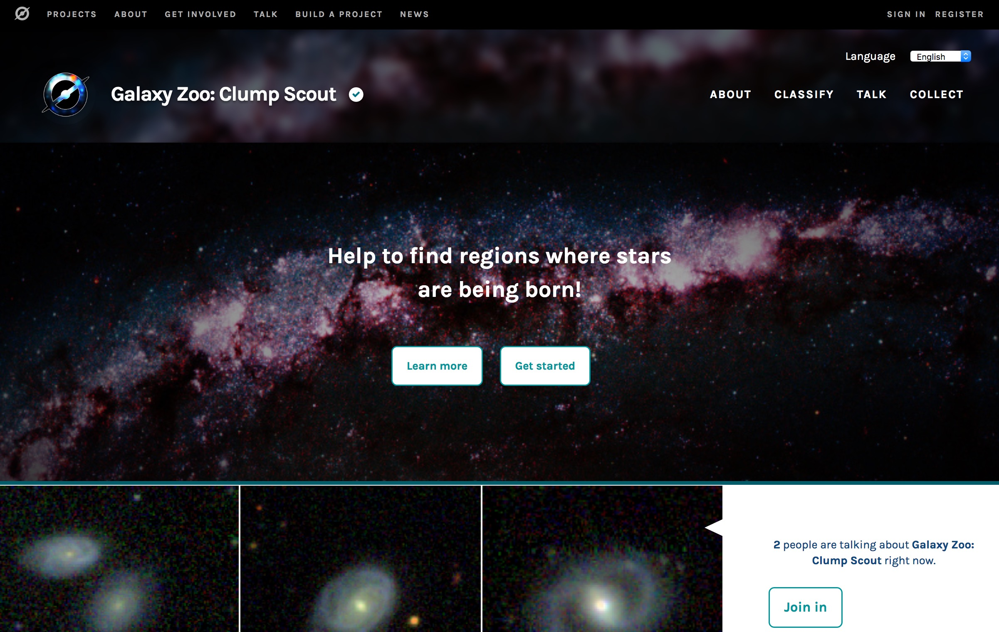 PROJECTS ABOUT GET INVOLVED TALK BUILD A PROJECT NEWS SIGN IN REGISTER
Language English
Galaxy Zoo: Clump Scout ABOUT CLASSIFY TALK COLLECT
Help to find regions where stars
are being born!
Learn more Get started
2 people are talking about Galaxy Zoo:
Clump Scout right now.
Join in